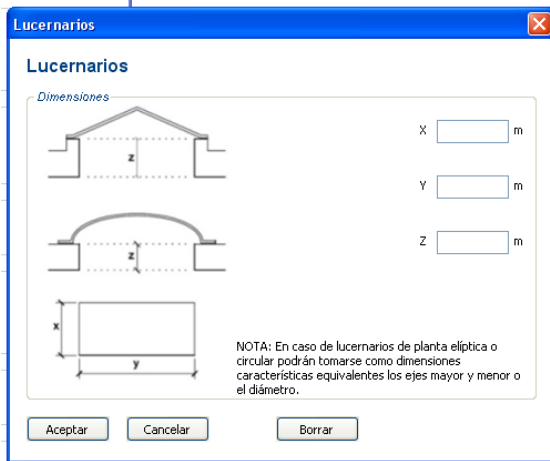 Lucernarios
Lucernarios
Dimensiones
z
X m
Y m
z
Z m
x
y
NOTA: En caso de lucernarios de planta elíptica o
circular podrán tomarse como dimensiones
características equivalentes los ejes mayor y menor o
el diámetro.
Aceptar Cancelar Borrar